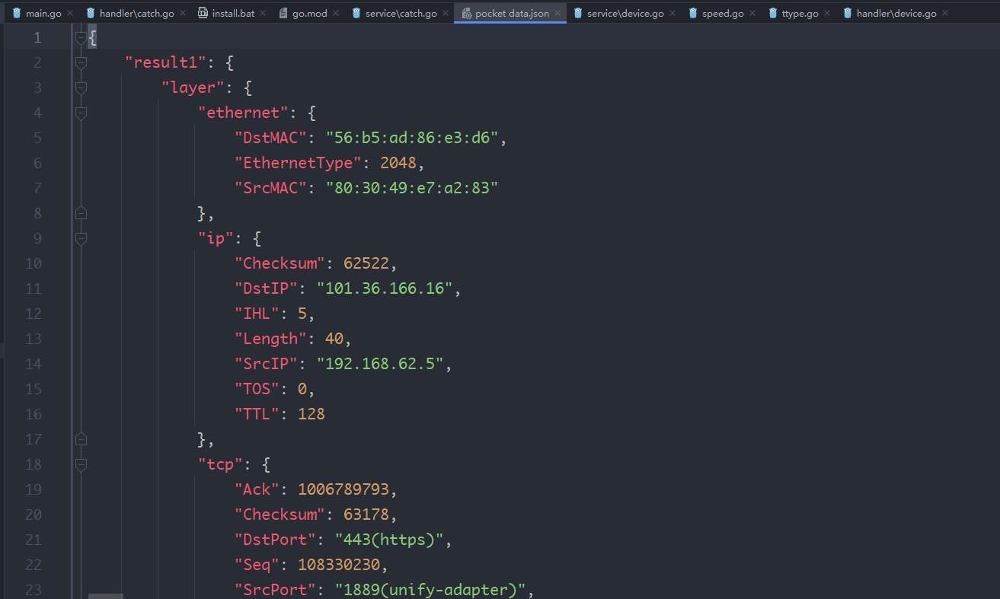 main.go handler\catch.go install.bat go.mod service\catch.go pocket data.json service\device.go speed.go ttype.go handler\device.go
1 {
2 "result1": {
3 "layer": {
4 "ethernet": {
5 "DstMAC": "56:b5:ad:86:e3:d6",
6 "EthernetType": 2048,
7 "SrcMAC": "80:30:49:e7:a2:83"
8 },
9 "ip": {
10 "Checksum": 62522,
11 "DstIP": "101.36.166.16",
12 "IHL": 5,
13 "Length": 40,
14 "SrcIP": "192.168.62.5",
15 "TOS": 0,
16 "TTL": 128
17 },
18 "tcp": {
19 "Ack": 1006789793,
20 "Checksum": 63178,
21 "DstPort": "443(https)",
22 "Seq": 108330230,
23 "SrcPort": "1889(unify-adapter)",